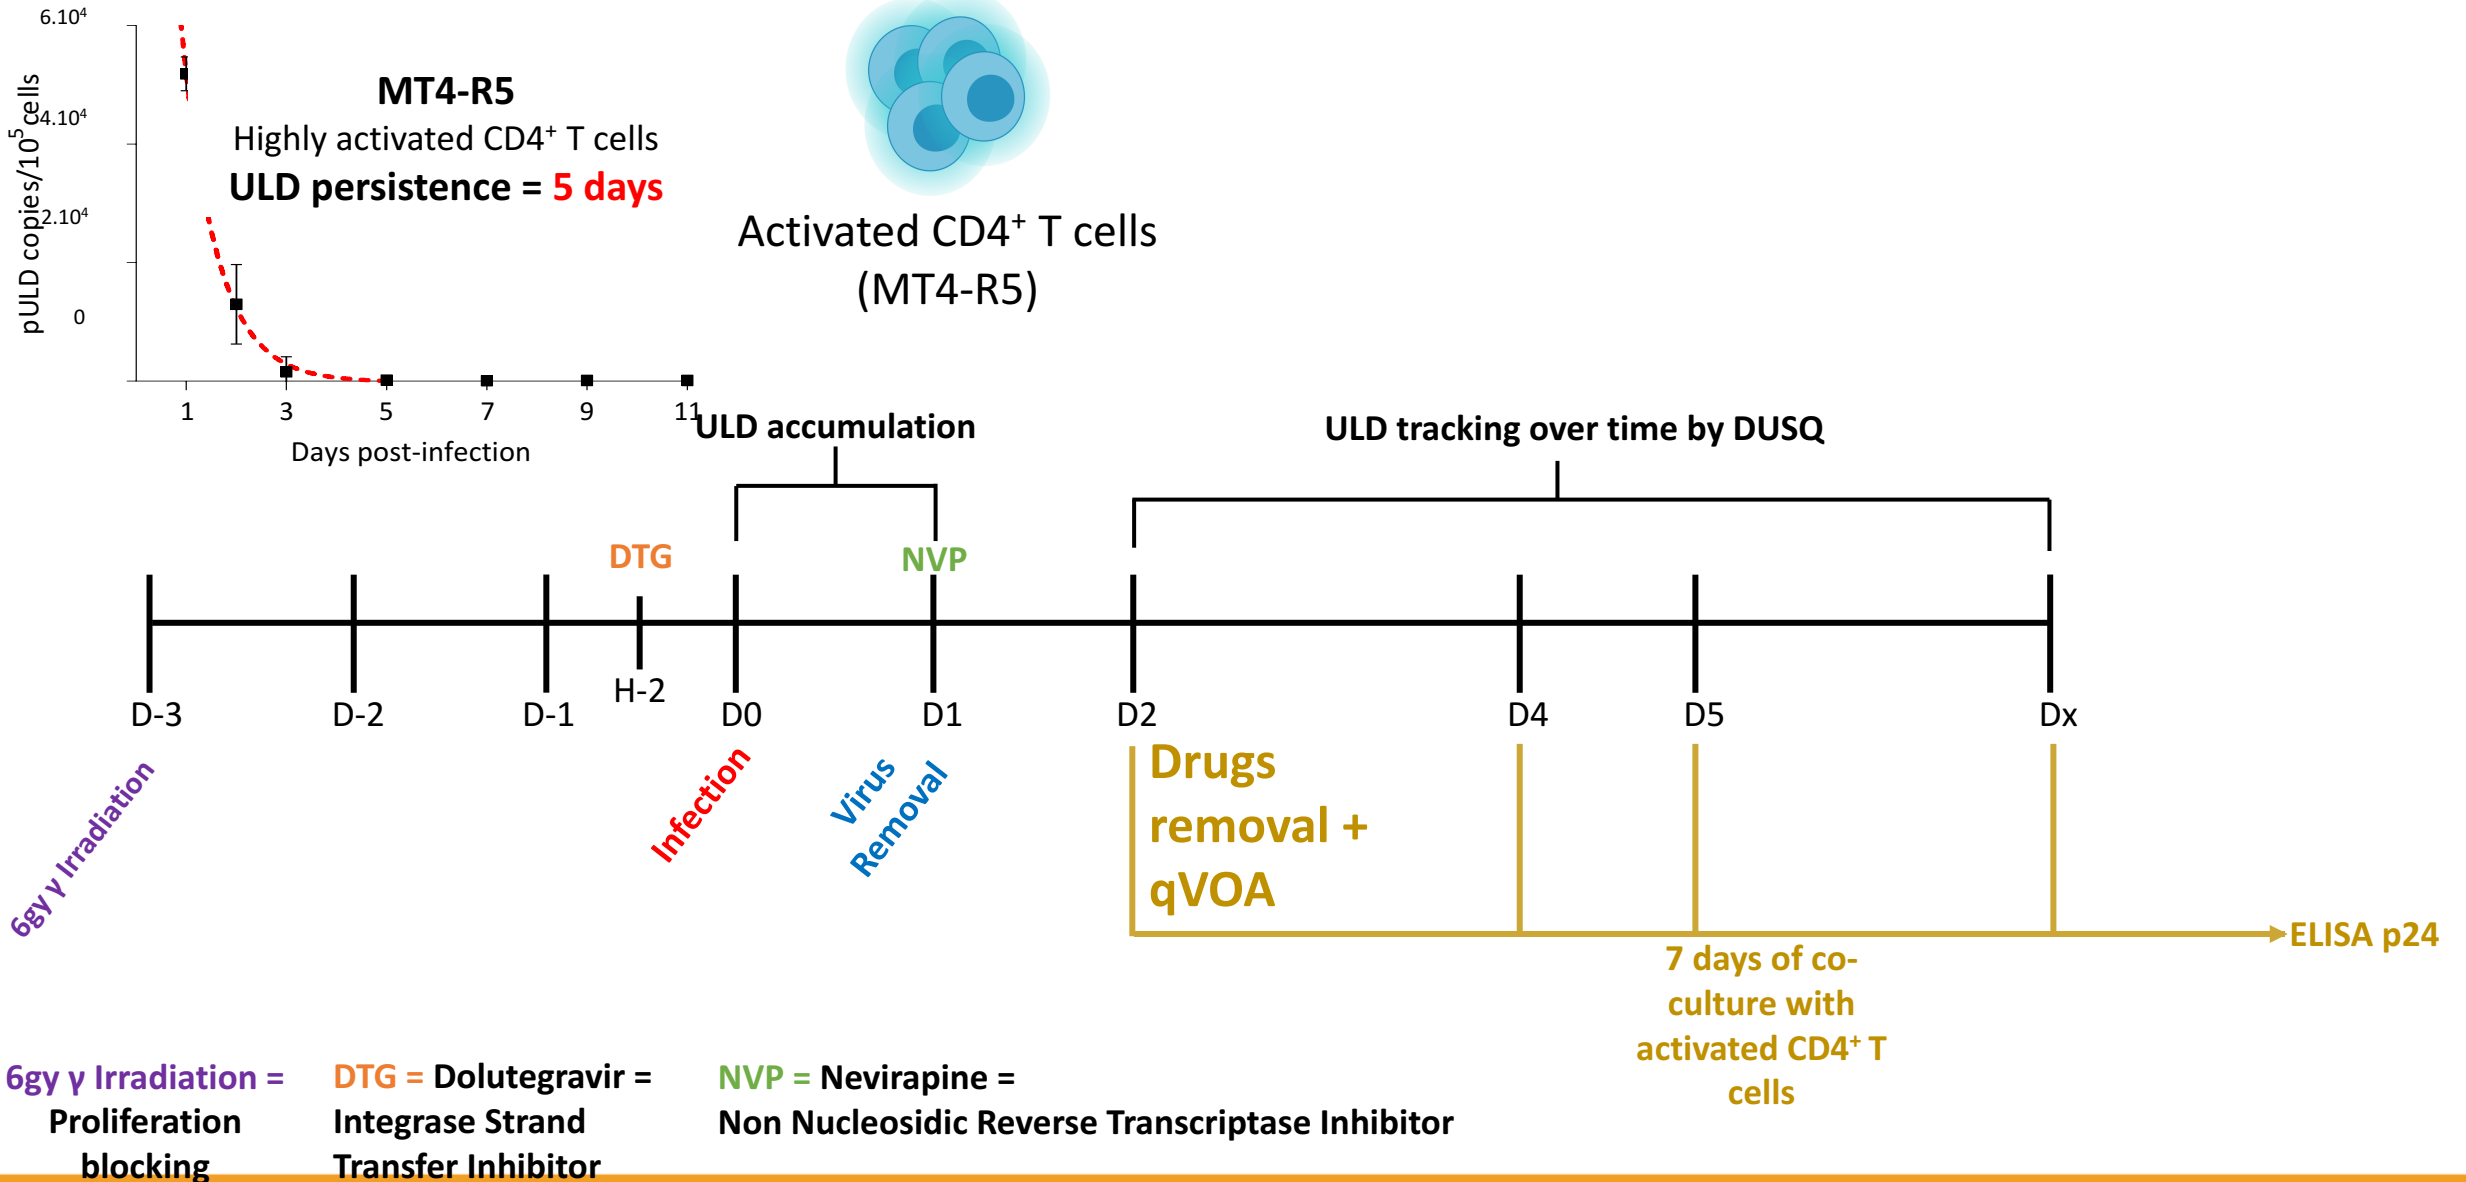 6.10⁴
4.10⁴
2.10⁴
0
pULD copies/10⁵ cells
MT4-R5
Highly activated CD4⁺ T cells
ULD persistence = 5 days
1 3 5 7 9 11
Days post-infection
Activated CD4⁺ T cells
(MT4-R5)
ULD accumulation
ULD tracking over time by DUSQ
DTG
NVP
H-2
D-3 D-2 D-1 D0 D1 D2 D4 D5 Dx
6gy γ Irradiation
Infection
Virus
Removal
Drugs
removal +
qVOA
ELISA p24
7 days of co-
culture with
activated CD4⁺ T
cells
6gy γ Irradiation =
Proliferation
blocking
DTG = Dolutegravir =
Integrase Strand
Transfer Inhibitor
NVP = Nevirapine =
Non Nucleosidic Reverse Transcriptase Inhibitor